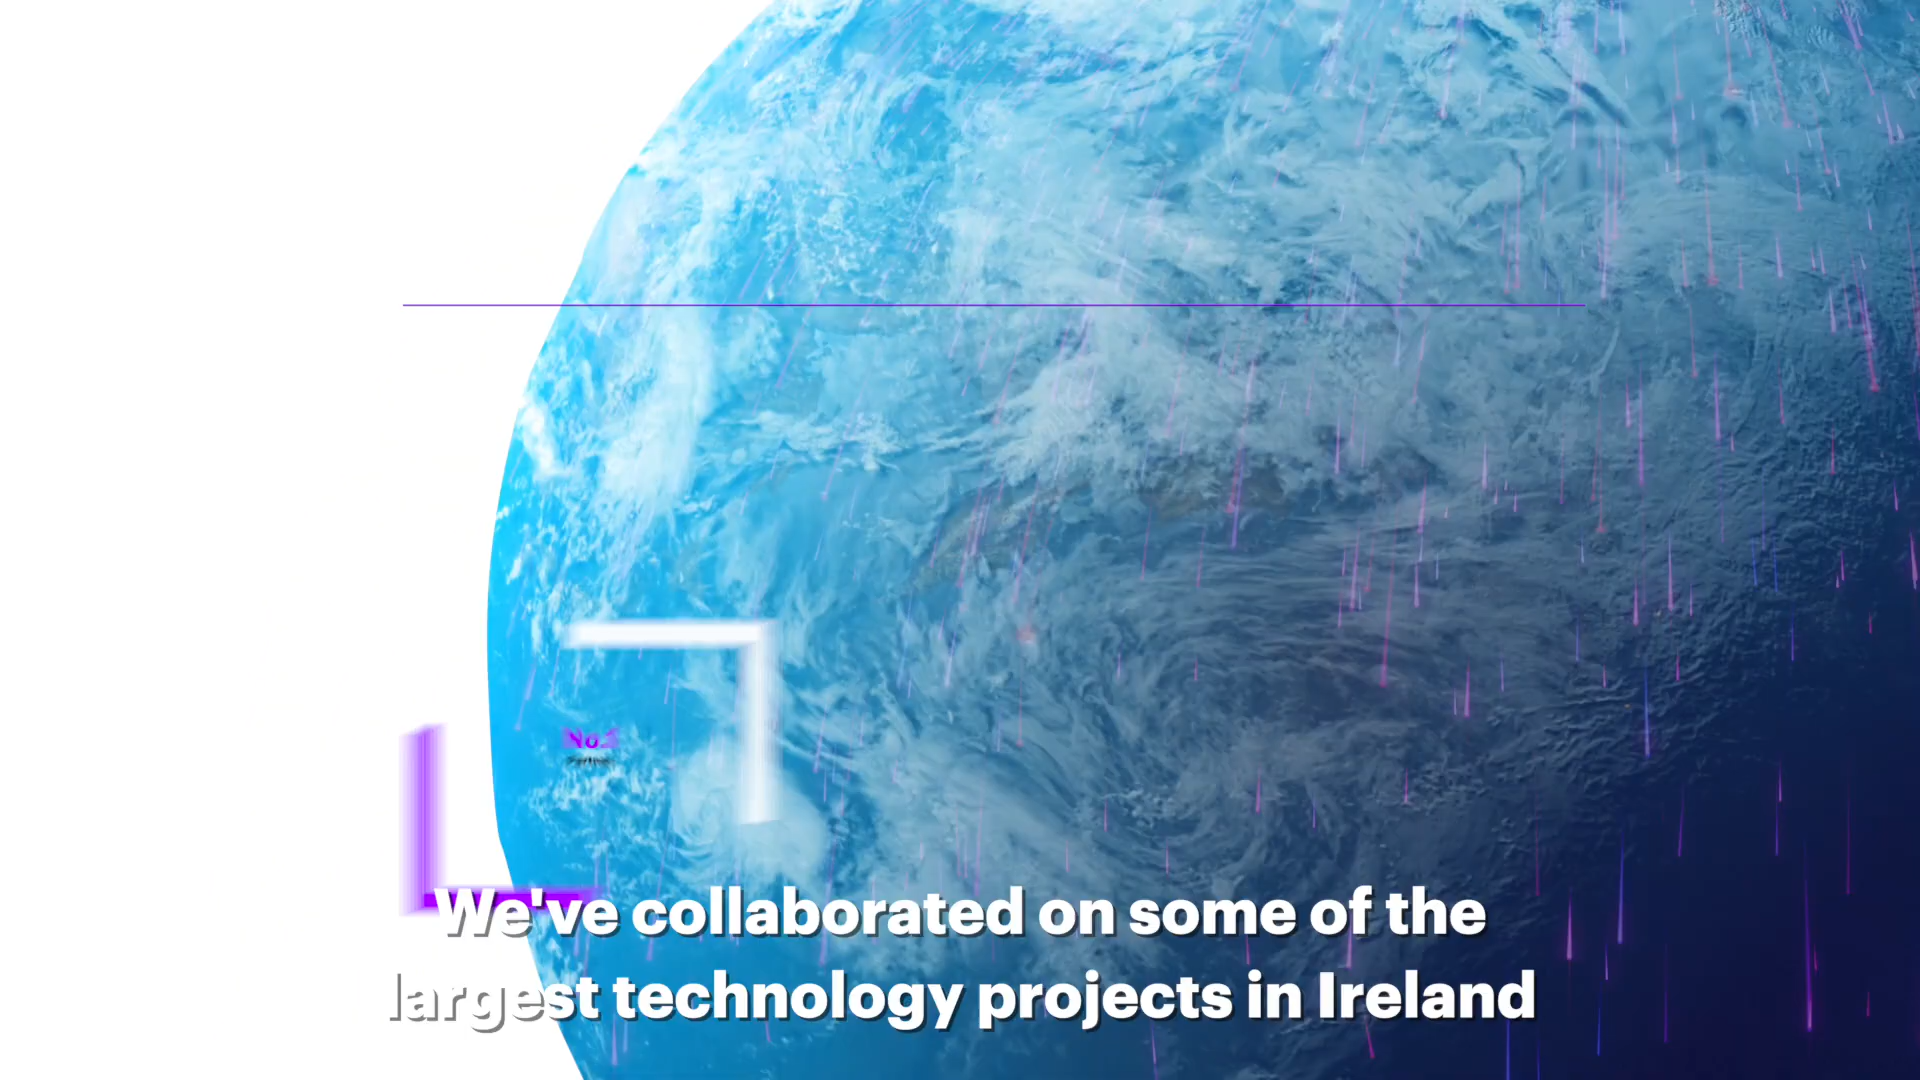 We've collaborated on some of the
largest technology projects in Ireland